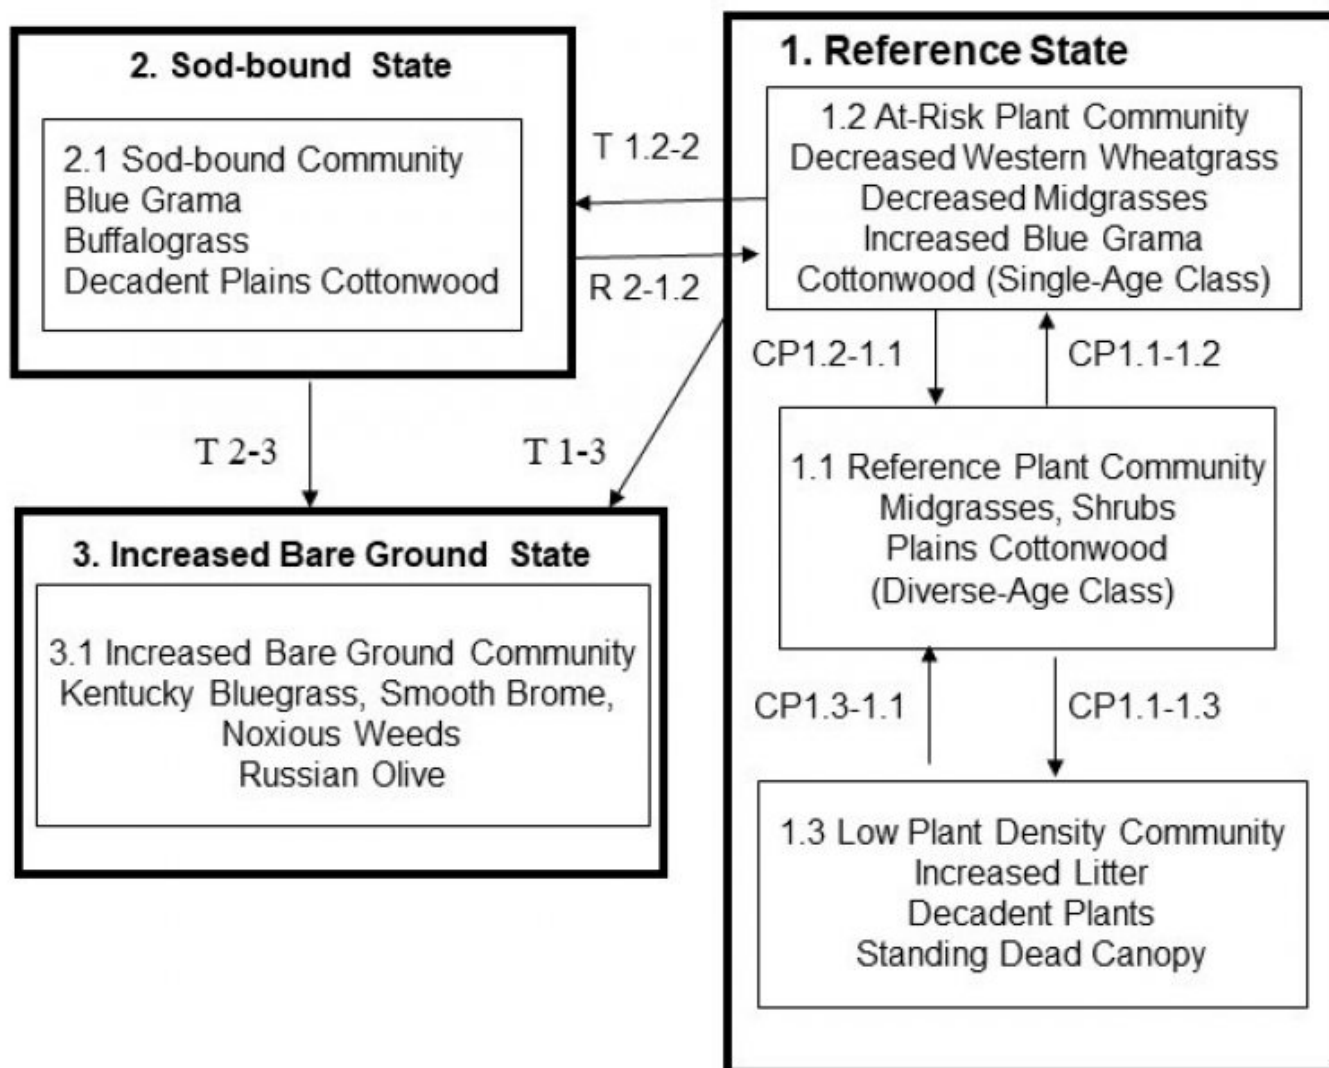 2. Sod-bound State
2.1 Sod-bound Community
Blue Grama
Buffalograss
Decadent Plains Cottonwood
T 1.2-2
R 2-1.2
1. Reference State
1.2 At-Risk Plant Community
Decreased Western Wheatgrass
Decreased Midgrasses
Increased Blue Grama
Cottonwood (Single-Age Class)
CP1.2-1.1
CP1.1-1.2
T 2-3
T 1-3
1.1 Reference Plant Community
Midgrasses, Shrubs
Plains Cottonwood
(Diverse-Age Class)
3. Increased Bare Ground State
3.1 Increased Bare Ground Community
Kentucky Bluegrass, Smooth Brome,
Noxious Weeds
Russian Olive
CP1.3-1.1
CP1.1-1.3
1.3 Low Plant Density Community
Increased Litter
Decadent Plants
Standing Dead Canopy